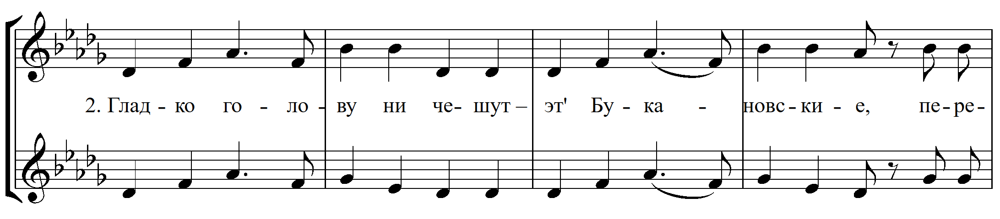 2. Глад - ко го - ло - ву ни че- шут – эт' Бу - ка - новс - ки - е, пе - ре -